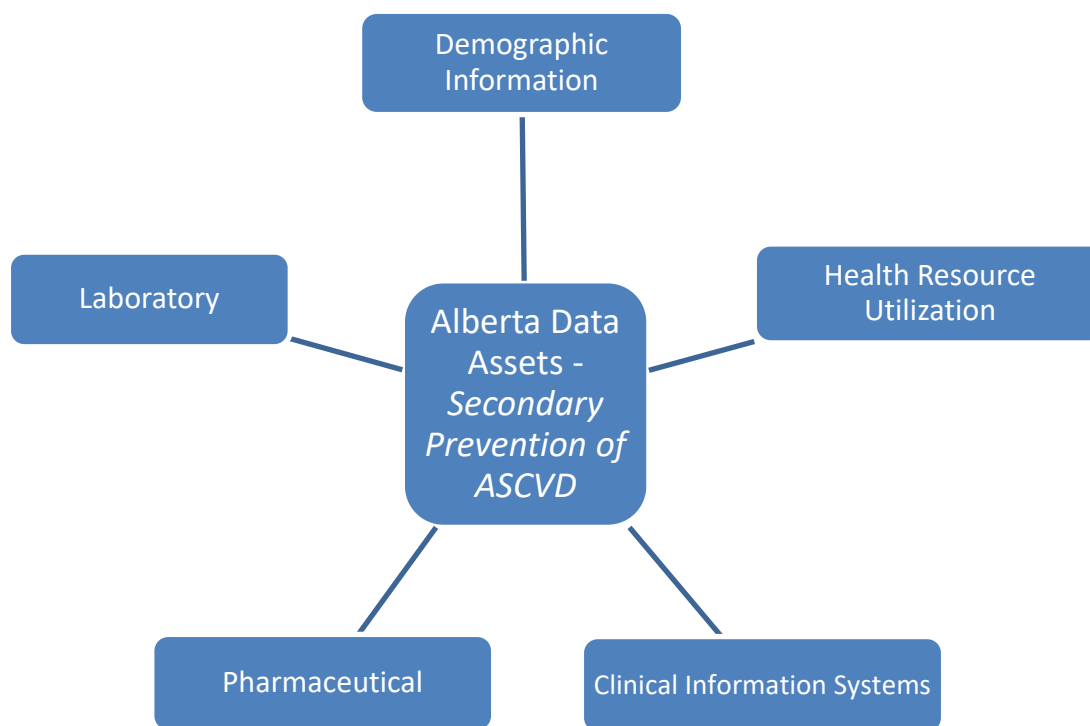 Demographic
Information
Laboratory
Health Resource
Utilization
Alberta Data
Assets -
Secondary
Prevention of
ASCVD
Pharmaceutical
Clinical Information Systems